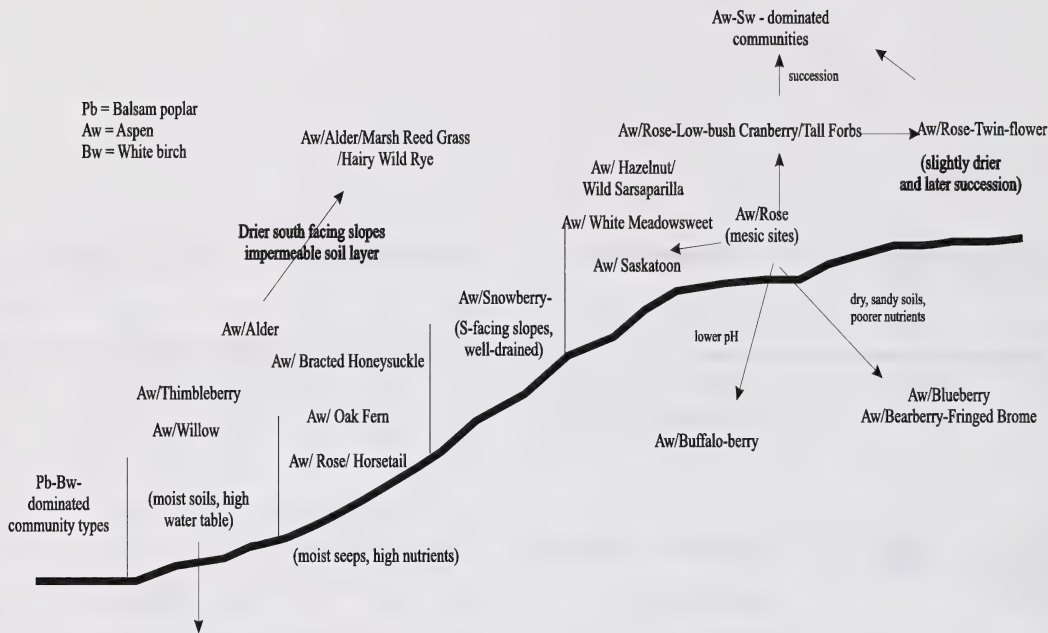 Aw-Sw - dominated
communities
succession
Pb = Balsam poplar
Aw = Aspen
Bw = White birch
Aw/Alder/Marsh Reed Grass
/Hairy Wild Rye
Aw/Rose-Low-bush Cranberry/Tall Forbs
Aw/Rose-Twin-flower
(slightly drier
and later succession)
Aw/ Hazelnut/
Wild Sarsaparilla
Drier south facing slopes
impermeable soil layer
Aw/ White Meadowsweet
Aw/Rose
(mesic sites)
Aw/ Saskatoon
Aw/Snowberry-
(S-facing slopes,
well-drained)
dry, sandy soils,
poorer nutrients
lower pH
Aw/Alder
Aw/ Bracted Honeysuckle
Aw/Thimbleberry
Aw/Willow
Aw/ Oak Fern
Aw/Blueberry
Aw/Bearberry-Fringed Brome
Aw/Buffalo-berry
Aw/ Rose/ Horsetail
Pb-Bw-
dominated
community types
(moist soils, high
water table)
(moist seeps, high nutrients)